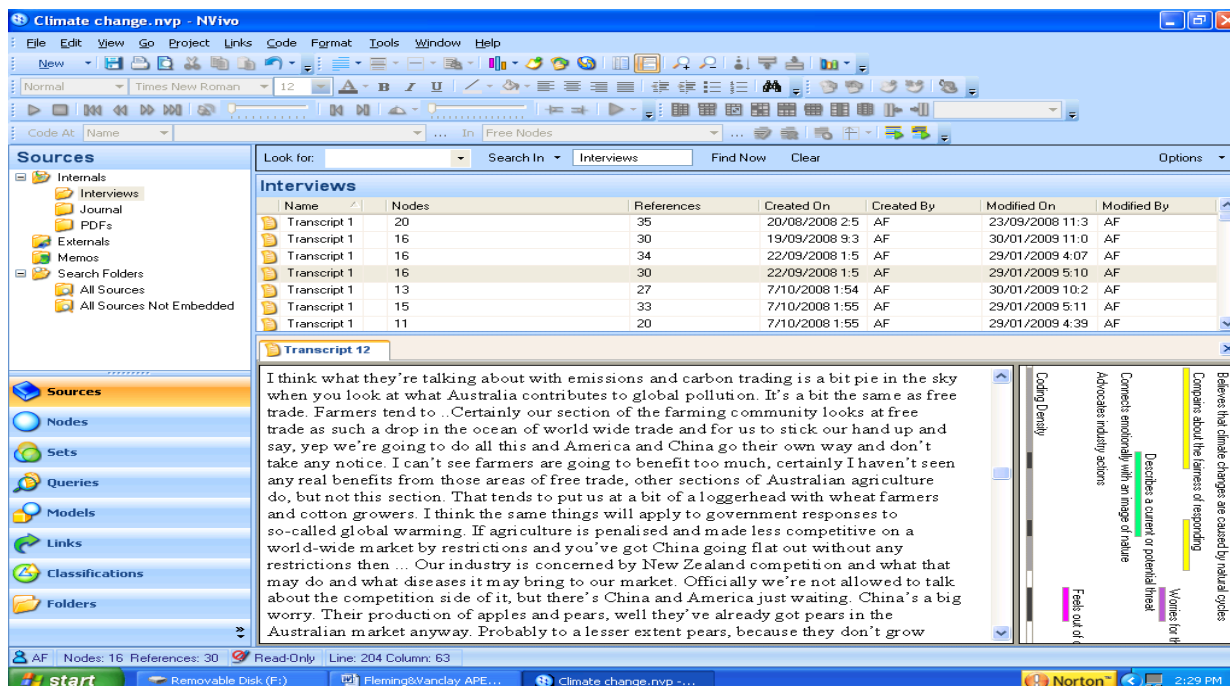 Climate change.nvp - NVivo
File Edit View Go Project Links Code Format Tools Window Help
New
Normal Times New Roman 12 A B I U
Code At Name ... In Free Nodes ...
Sources
Internals
Interviews
Journal
PDFs
Externals
Memos
Search Folders
All Sources
All Sources Not Embedded
Sources
Nodes
Sets
Queries
Models
Links
Classifications
Folders
Look for: Search In Interviews Find Now Clear Options
Interviews
Name Nodes References Created On Created By Modified On Modified By
Transcript 1 20 35 20/08/2008 2:5 AF 23/09/2008 11:3 AF
Transcript 1 16 30 19/09/2008 9:3 AF 30/01/2009 11:0 AF
Transcript 1 16 34 22/09/2008 1:5 AF 29/01/2009 4:07 AF
Transcript 1 16 30 22/09/2008 1:5 AF 29/01/2009 5:10 AF
Transcript 1 13 27 7/10/2008 1:54 AF 30/01/2009 10:2 AF
Transcript 1 15 33 7/10/2008 1:55 AF 29/01/2009 5:11 AF
Transcript 1 11 20 7/10/2008 1:55 AF 29/01/2009 4:39 AF
Transcript 12
I think what they're talking about with emissions and carbon trading is a bit pie in the sky
when you look at what Australia contributes to global pollution. It's a bit the same as free
trade. Farmers tend to ..Certainly our section of the farming community looks at free
trade as such a drop in the ocean of world wide trade and for us to stick our hand up and
say, yep we're going to do all this and America and China go their own way and don't
take any notice. I can't see farmers are going to benefit too much, certainly I haven't seen
any real benefits from those areas of free trade, other sections of Australian agriculture
do, but not this section. That tends to put us at a bit of a loggerhead with wheat farmers
and cotton growers. I think the same things will apply to government responses to
so-called global warming. If agriculture is penalised and made less competitive on a
world-wide market by restrictions and you've got China going flat out without any
restrictions then ... Our industry is concerned by New Zealand competition and what that
may do and what diseases it may bring to our market. Officially we're not allowed to talk
about the competition side of it, but there's China and America just waiting. China's a big
worry. Their production of apples and pears, well they've already got pears in the
Australian market anyway. Probably to a lesser extent pears, because they don't grow
Believes that climate changes are caused by natural cycles
Complains about the fairness of responding
Worries for th
Describes a current or potential threat
Connects emotionally with an image of nature
Advocates industry actions
Feels out of c
Coding Density
AF Nodes: 16 References: 30 Read-Only Line: 204 Column: 63
start Removable Disk (F:) Fleming&Vanclay APE... Climate change.nvp -... Norton™ 2:29 PM